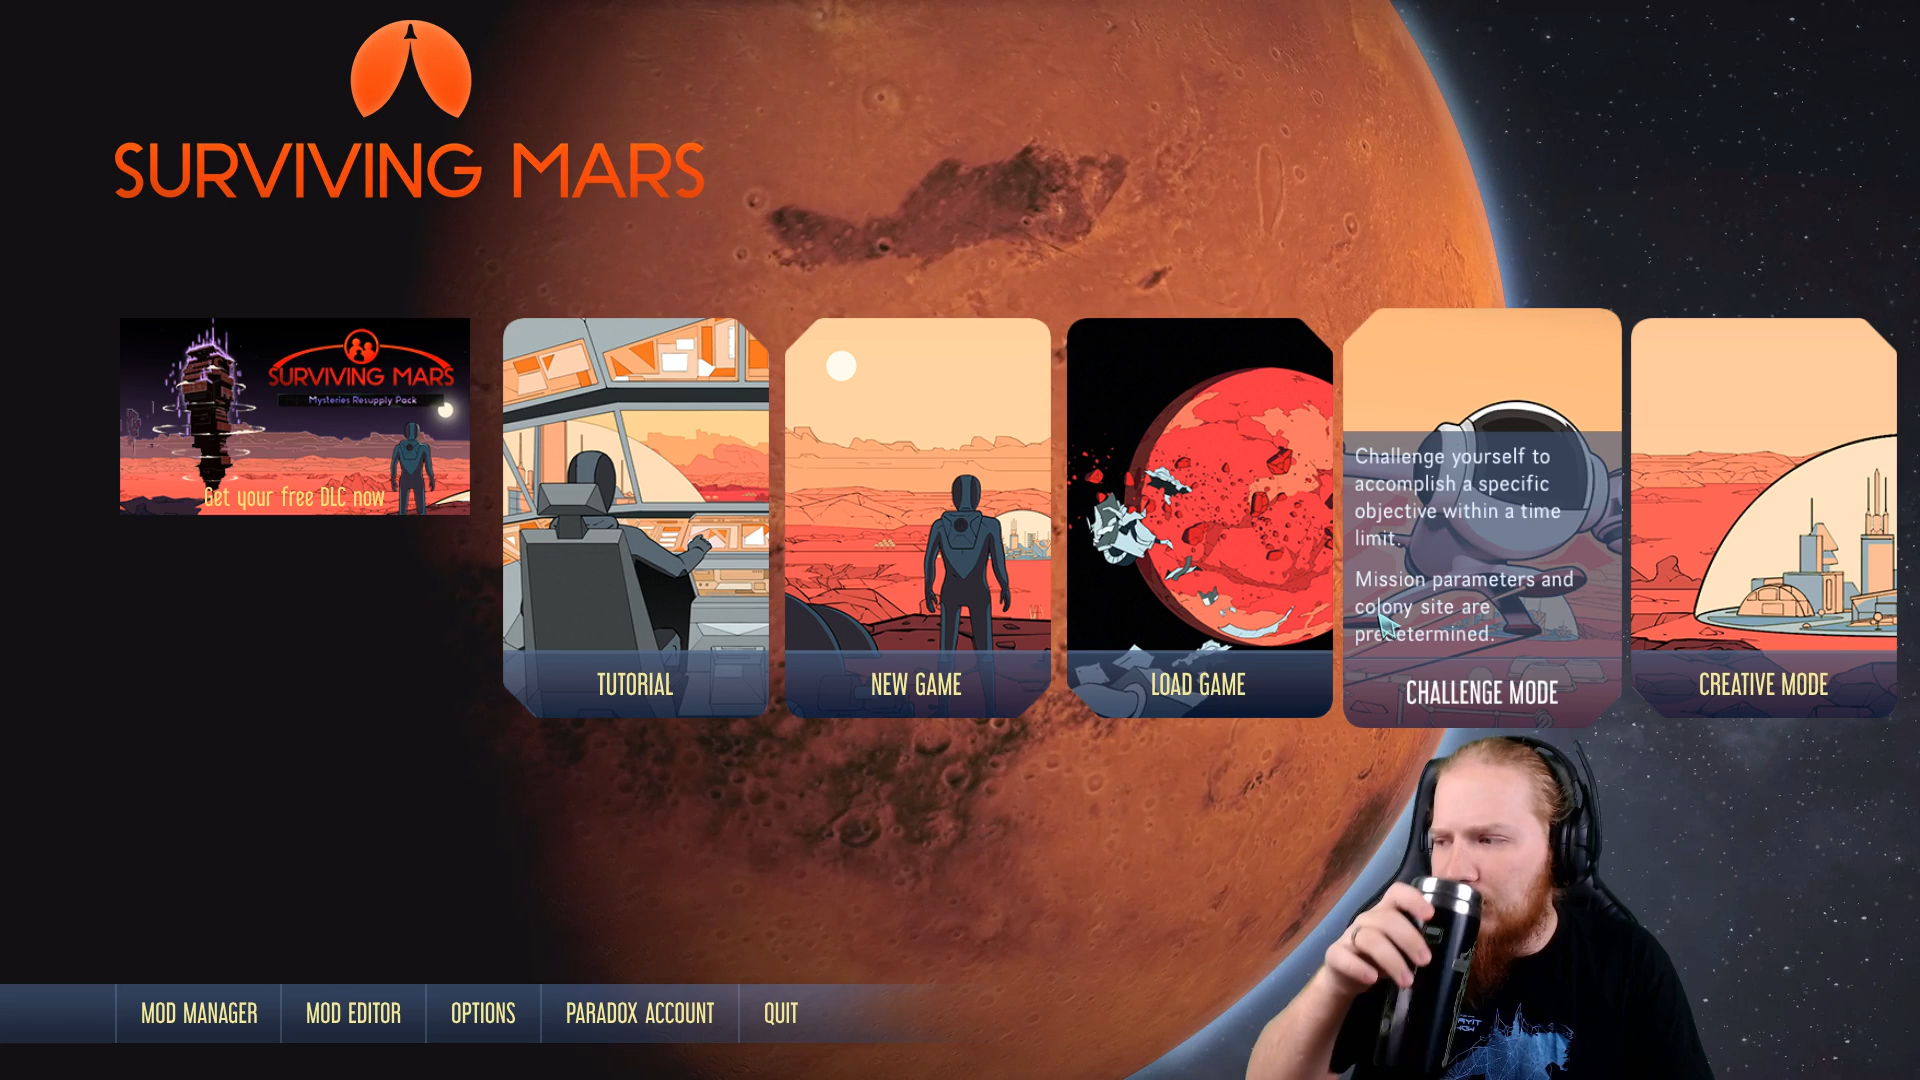 SURVIVING MARS
SURVIVING MARS
Mysteries Resupply Pack
Get your free DLC now
Challenge yourself to
accomplish a specific
objective within a time
limit.
Mission parameters and
colony site are
predetermined.
TUTORIAL
NEW GAME
LOAD GAME
CHALLENGE MODE
CREATIVE MODE
MOD MANAGER
MOD EDITOR
OPTIONS
PARADOX ACCOUNT
QUIT